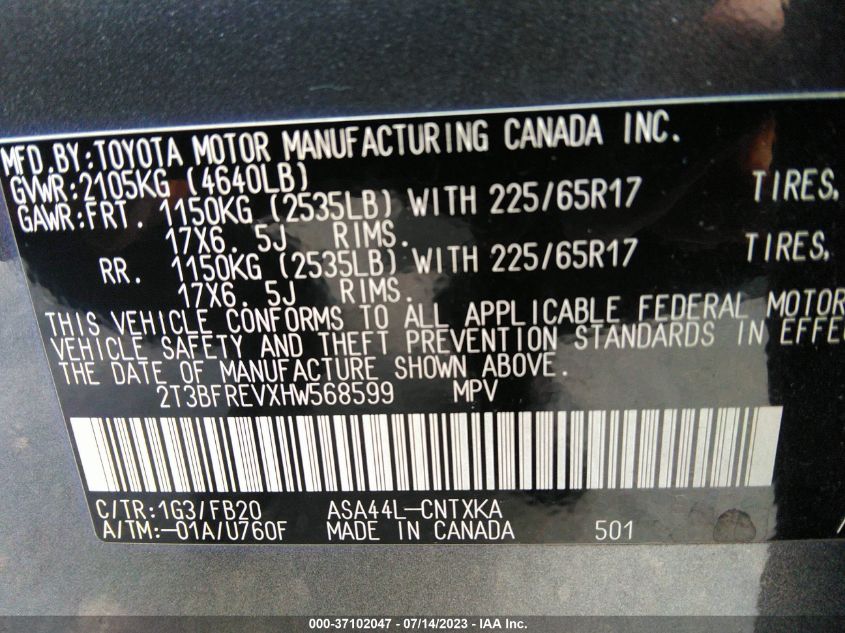 MFD.BY:TOYOTA MOTOR MANUFACTURING CANADA INC.
GVWR:2105KG (4640LB)
GAWR:FRT. 1150KG (2535LB) WITH 225/65R17 TIRES,
17X6. 5J RIMS.
RR. 1150KG (2535LB) WITH 225/65R17 TIRES,
17X6. 5J RIMS.
THIS VEHICLE CONFORMS TO ALL APPLICABLE FEDERAL MOTOR
VEHICLE SAFETY AND THEFT PREVENTION STANDARDS IN EFFE
THE DATE OF MANUFACTURE SHOWN ABOVE.
2T3BFREVXHW568599 MPV
C/TR:1G3/FB20 ASA44L-CNTXKA
A/TM:-01A/U760F MADE IN CANADA 501
000-37102047 - 07/14/2023 - © IAA Inc.